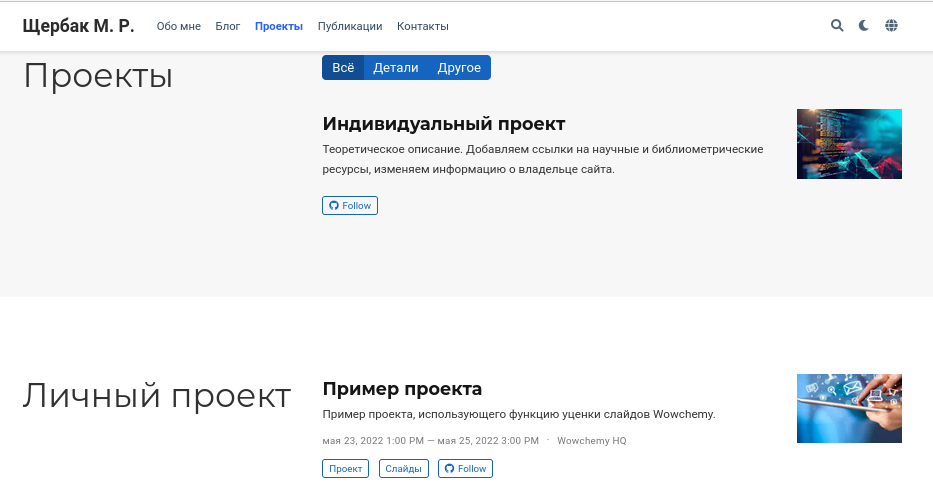 Щербак М. Р. Обо мне Блог Проекты Публикации Контакты
Проекты
Всё Детали Другое
Индивидуальный проект
Теоретическое описание. Добавляем ссылки на научные и библиометрические
ресурсы, изменяем информацию о владельце сайта.
Follow
Личный проект
Пример проекта
Пример проекта, использующего функцию уценки слайдов Wowchemy.
мая 23, 2022 1:00 PM — мая 25, 2022 3:00 PM · Wowchemy HQ
Проект Слайды Follow